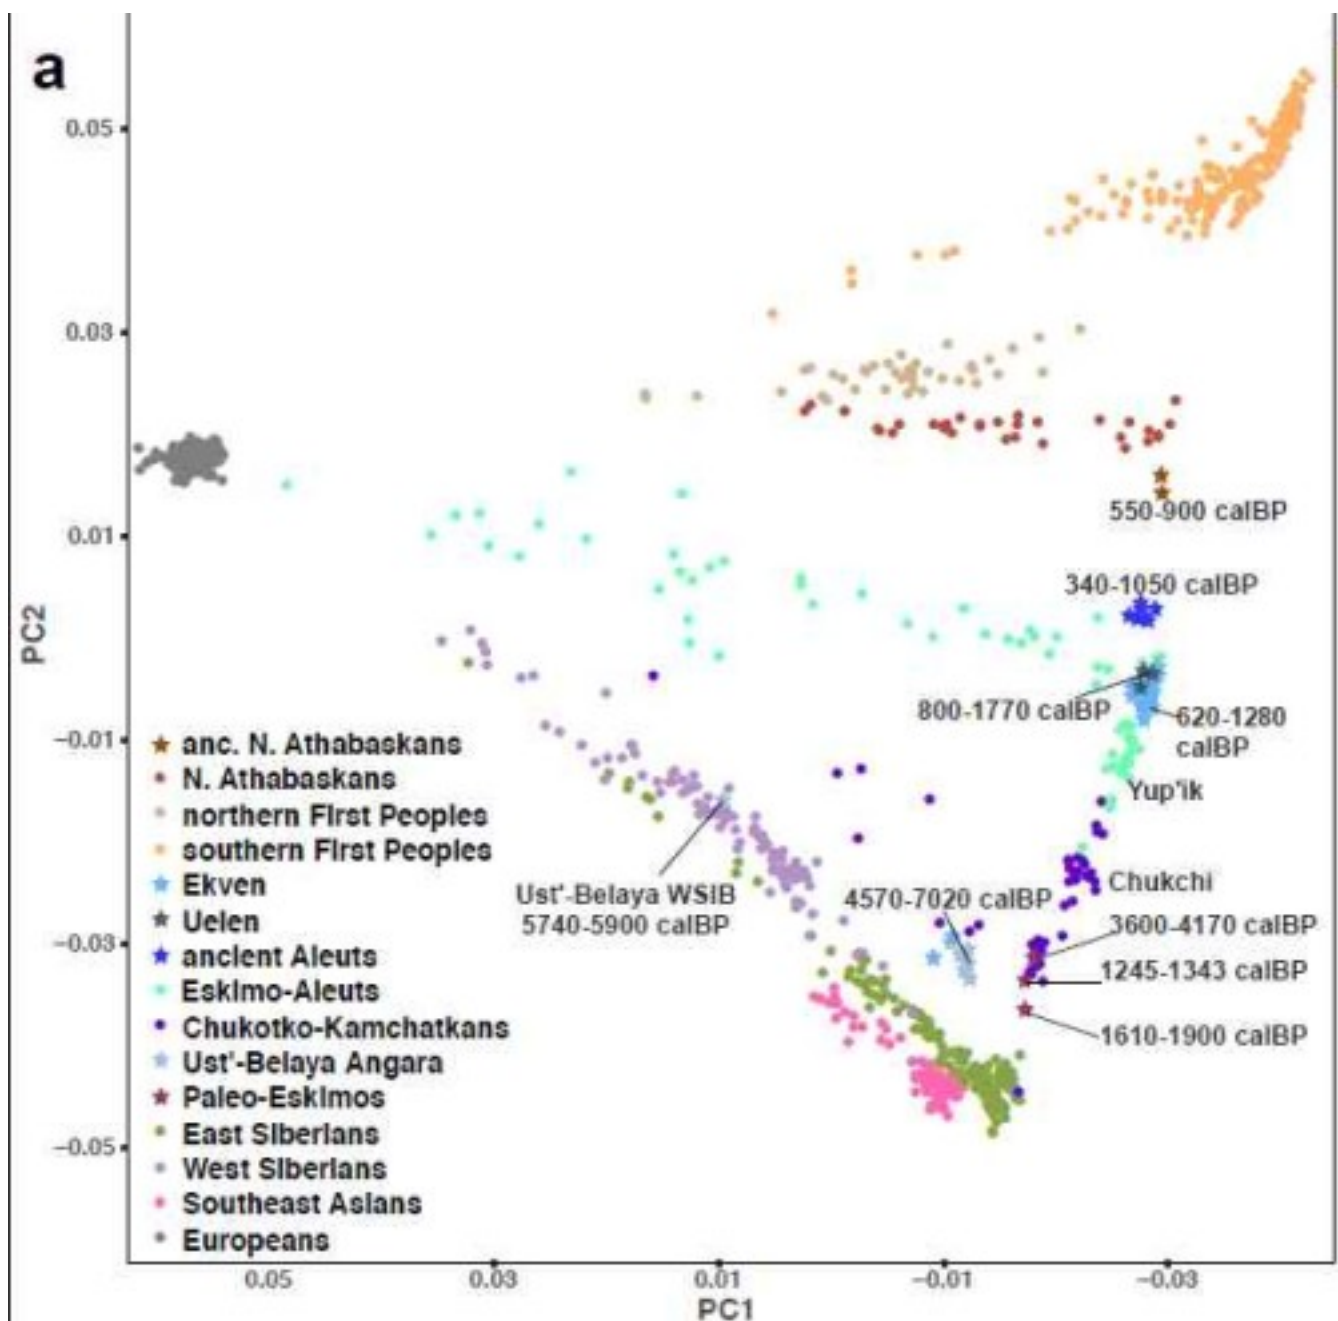 a
0.05
0.03
550-900 calBP
0.01
340-1050 calBP
PC2
800-1770 calBP
620-1280
calBP
−0.01
anc. N. Athabaskans
N. Athabaskans
Yup'ik
northern First Peoples
southern First Peoples
Ekven
Ust'-Belaya WSIB
5740-5900 calBP
4570-7020 calBP
Chukchi
Uelen
3600-4170 calBP
−0.03
ancient Aleuts
1245-1343 calBP
Eskimo-Aleuts
Chukotko-Kamchatkans
1610-1900 calBP
Ust'-Belaya Angara
Paleo-Eskimos
East Siberians
−0.05
West Siberians
Southeast Asians
Europeans
0.05 0.03 0.01 −0.01 −0.03
PC1